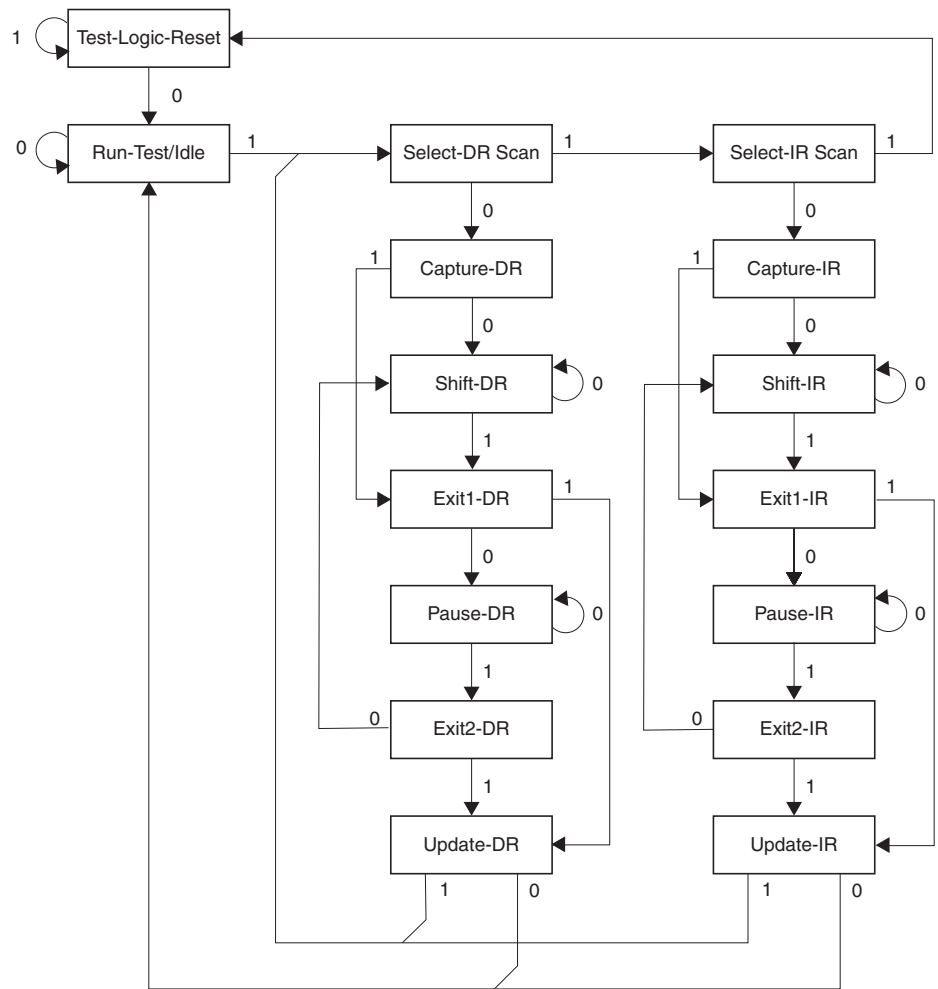 1
Test-Logic-Reset
0
0
Run-Test/Idle
1
Select-DR Scan
1
Select-IR Scan
1
0
0
1
Capture-DR
1
Capture-IR
0
0
Shift-DR
0
Shift-IR
0
1
1
Exit1-DR
1
Exit1-IR
1
0
0
Pause-DR
0
Pause-IR
0
1
1
0
Exit2-DR
0
Exit2-IR
1
1
Update-DR
Update-IR
1
0
1
0